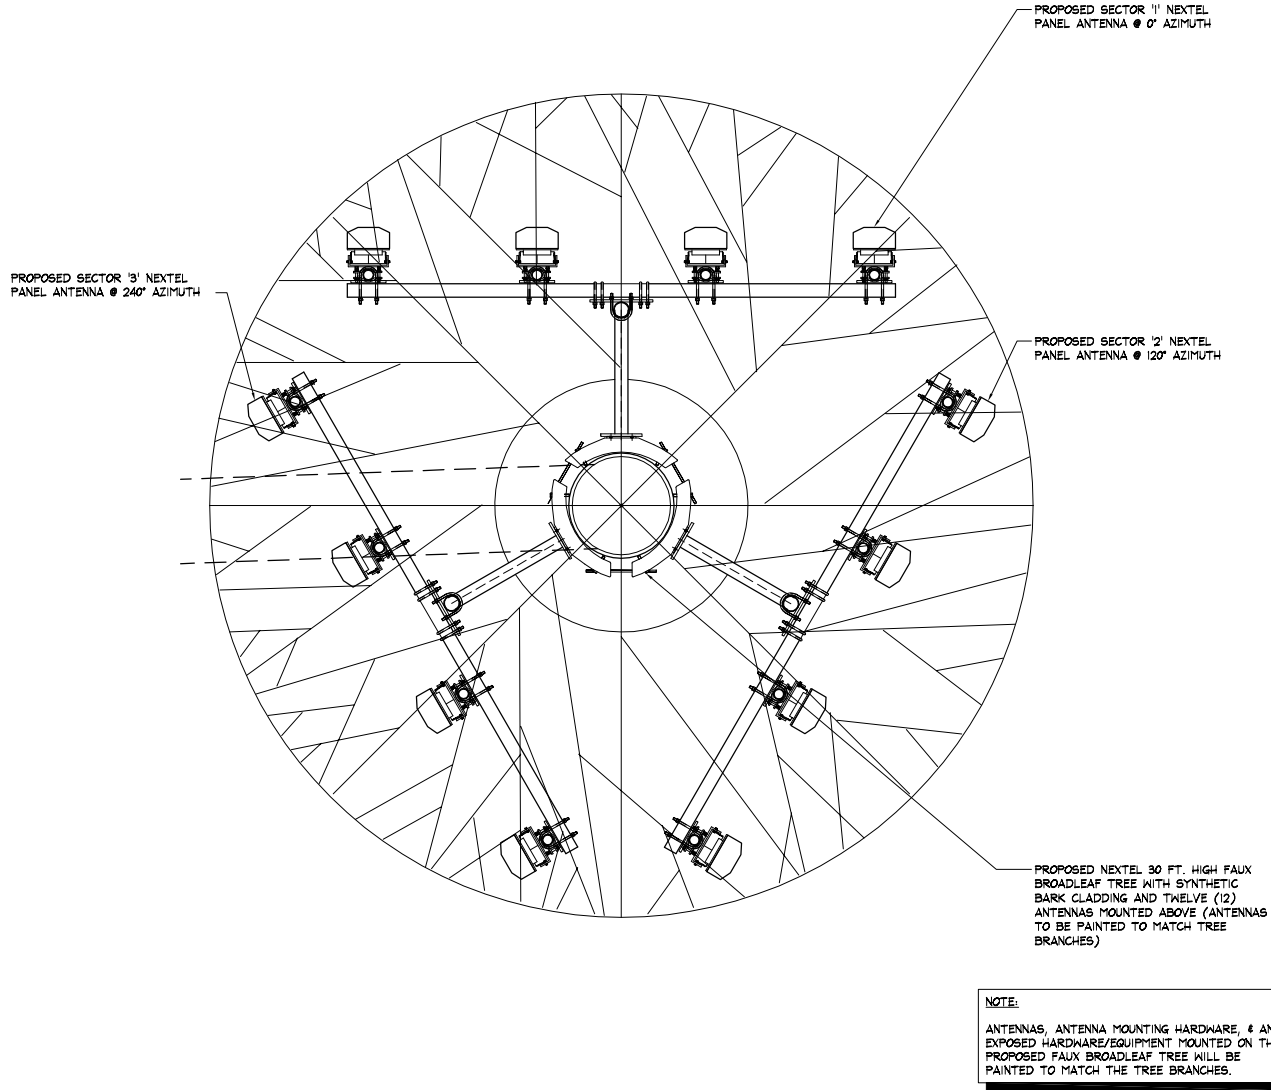 PROPOSED SECTOR '1' NEXTEL
PANEL ANTENNA @ 0° AZIMUTH
PROPOSED SECTOR '3' NEXTEL
PANEL ANTENNA @ 240° AZIMUTH
PROPOSED SECTOR '2' NEXTEL
PANEL ANTENNA @ 120° AZIMUTH
PROPOSED NEXTEL 30 FT. HIGH FAUX
BROADLEAF TREE WITH SYNTHETIC
BARK CLADDING AND TWELVE (12)
ANTENNAS MOUNTED ABOVE (ANTENNAS
TO BE PAINTED TO MATCH TREE
BRANCHES)
NOTE:
ANTENNAS, ANTENNA MOUNTING HARDWARE, &
EXPOSED HARDWARE/EQUIPMENT MOUNTED ON
PROPOSED FAUX BROADLEAF TREE WILL BE
PAINTED TO MATCH THE TREE BRANCHES.